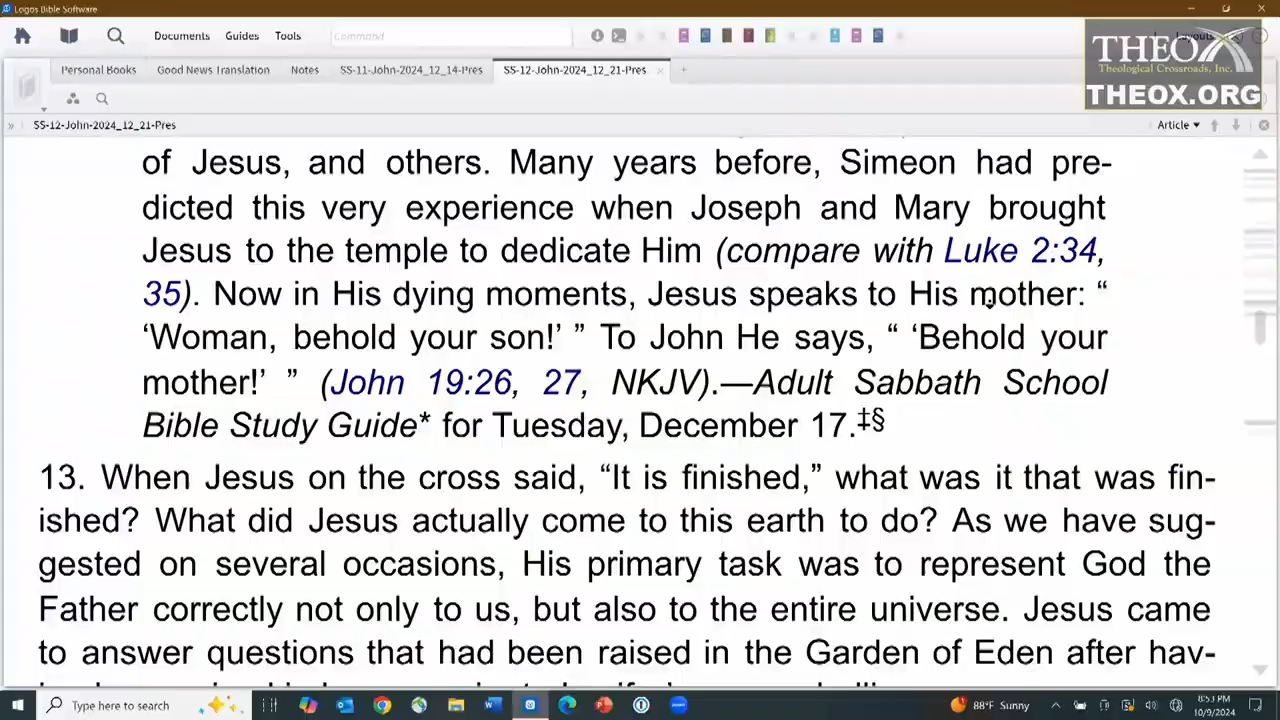 Logos Bible Software
Documents Guides Tools Command
THEOX
Theological Crossroads, Inc.
THEOX.ORG
Personal Books Good News Translation Notes SS-12-John-2024_12_21-Pres
SS-12-John-2024_12_21-Pres Article
of Jesus, and others. Many years before, Simeon had pre-
dicted this very experience when Joseph and Mary brought
Jesus to the temple to dedicate Him (compare with Luke 2:34,
35). Now in His dying moments, Jesus speaks to His mother: “
‘Woman, behold your son!’ ” To John He says, “ ‘Behold your
mother!’ ” (John 19:26, 27, NKJV).—Adult Sabbath School
Bible Study Guide* for Tuesday, December 17.‡§
13. When Jesus on the cross said, “It is finished,” what was it that was fin-
ished? What did Jesus actually come to this earth to do? As we have sug-
gested on several occasions, His primary task was to represent God the
Father correctly not only to us, but also to the entire universe. Jesus came
to answer questions that had been raised in the Garden of Eden after hav-
Type here to search 88°F Sunny 8:53 PM
10/9/2024